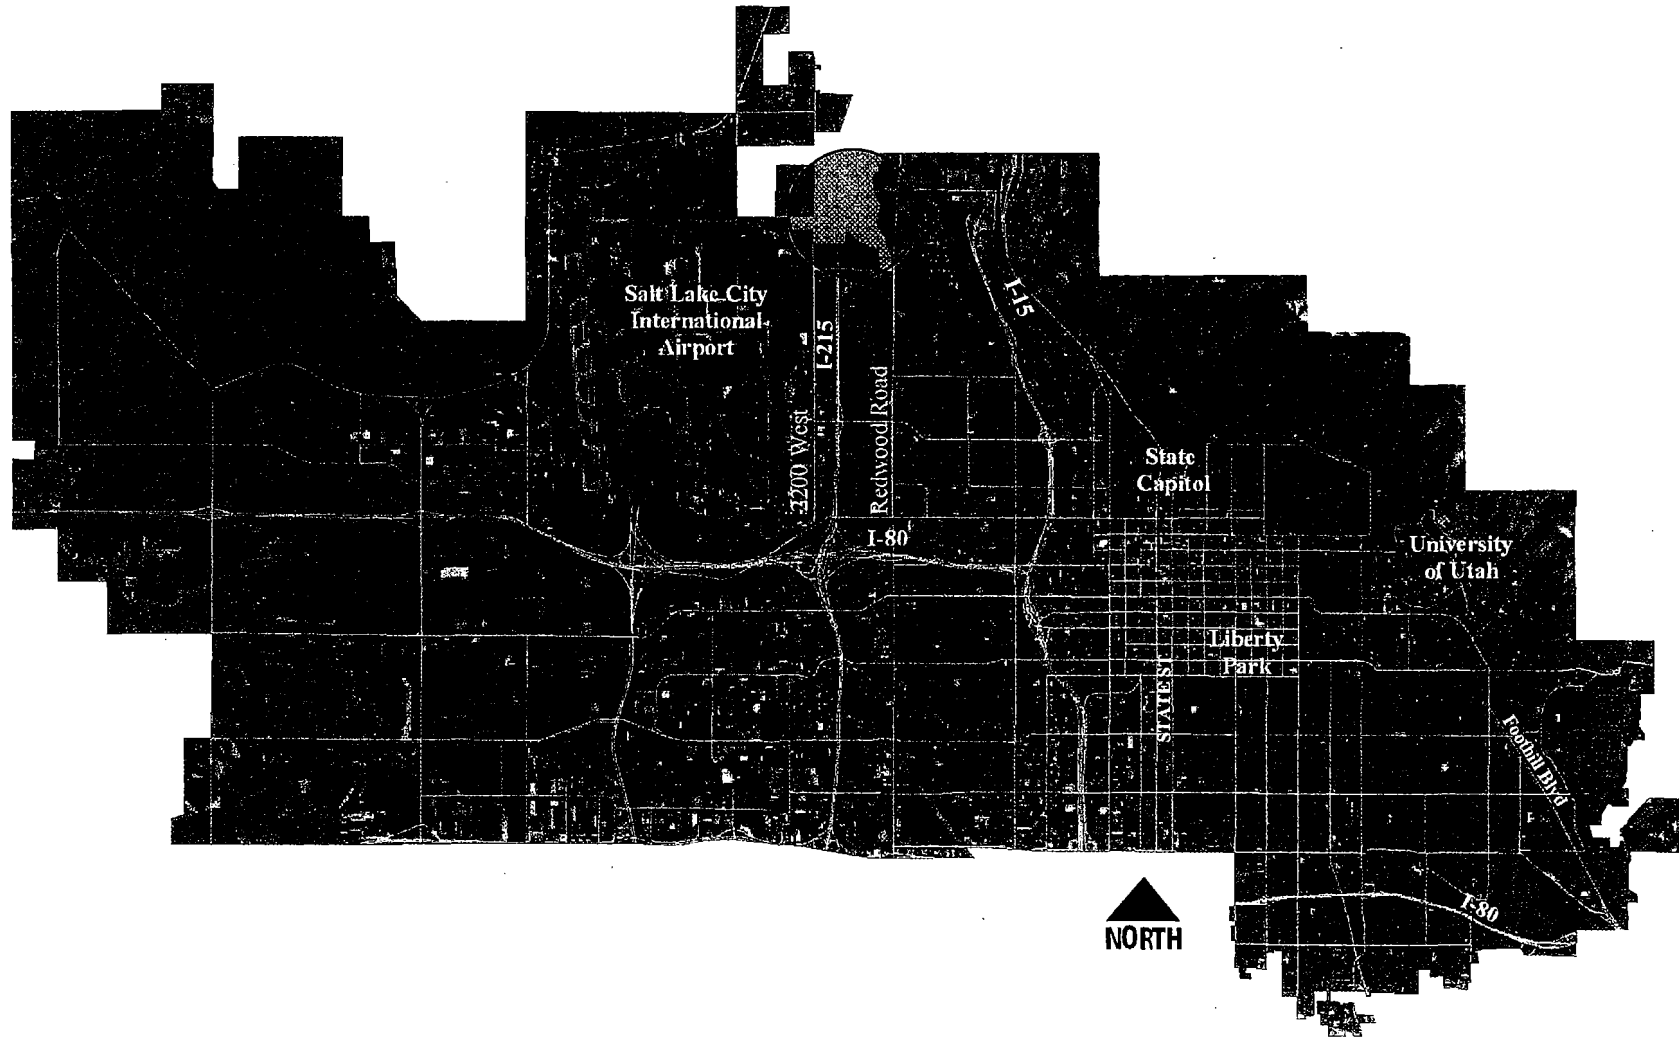 Salt Lake City
International
Airport
I-15
I-215
2200 West
Redwood Road
State
Capitol
I-80
University
of Utah
Liberty
Park
STATE ST
Foothill Blvd
I-80
NORTH